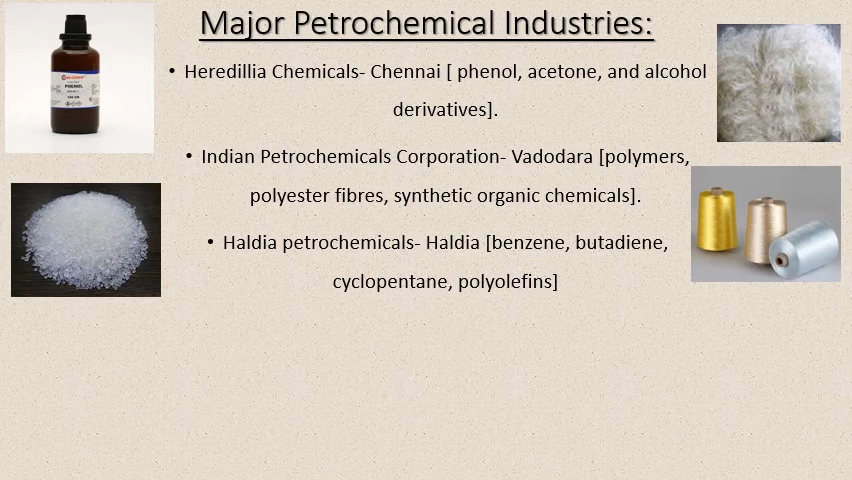 Major Petrochemical Industries:
• Heredillia Chemicals- Chennai [ phenol, acetone, and alcohol
derivatives].
• Indian Petrochemicals Corporation- Vadodara [polymers,
polyester fibres, synthetic organic chemicals].
• Haldia petrochemicals- Haldia [benzene, butadiene,
cyclopentane, polyolefins]
PHENOL